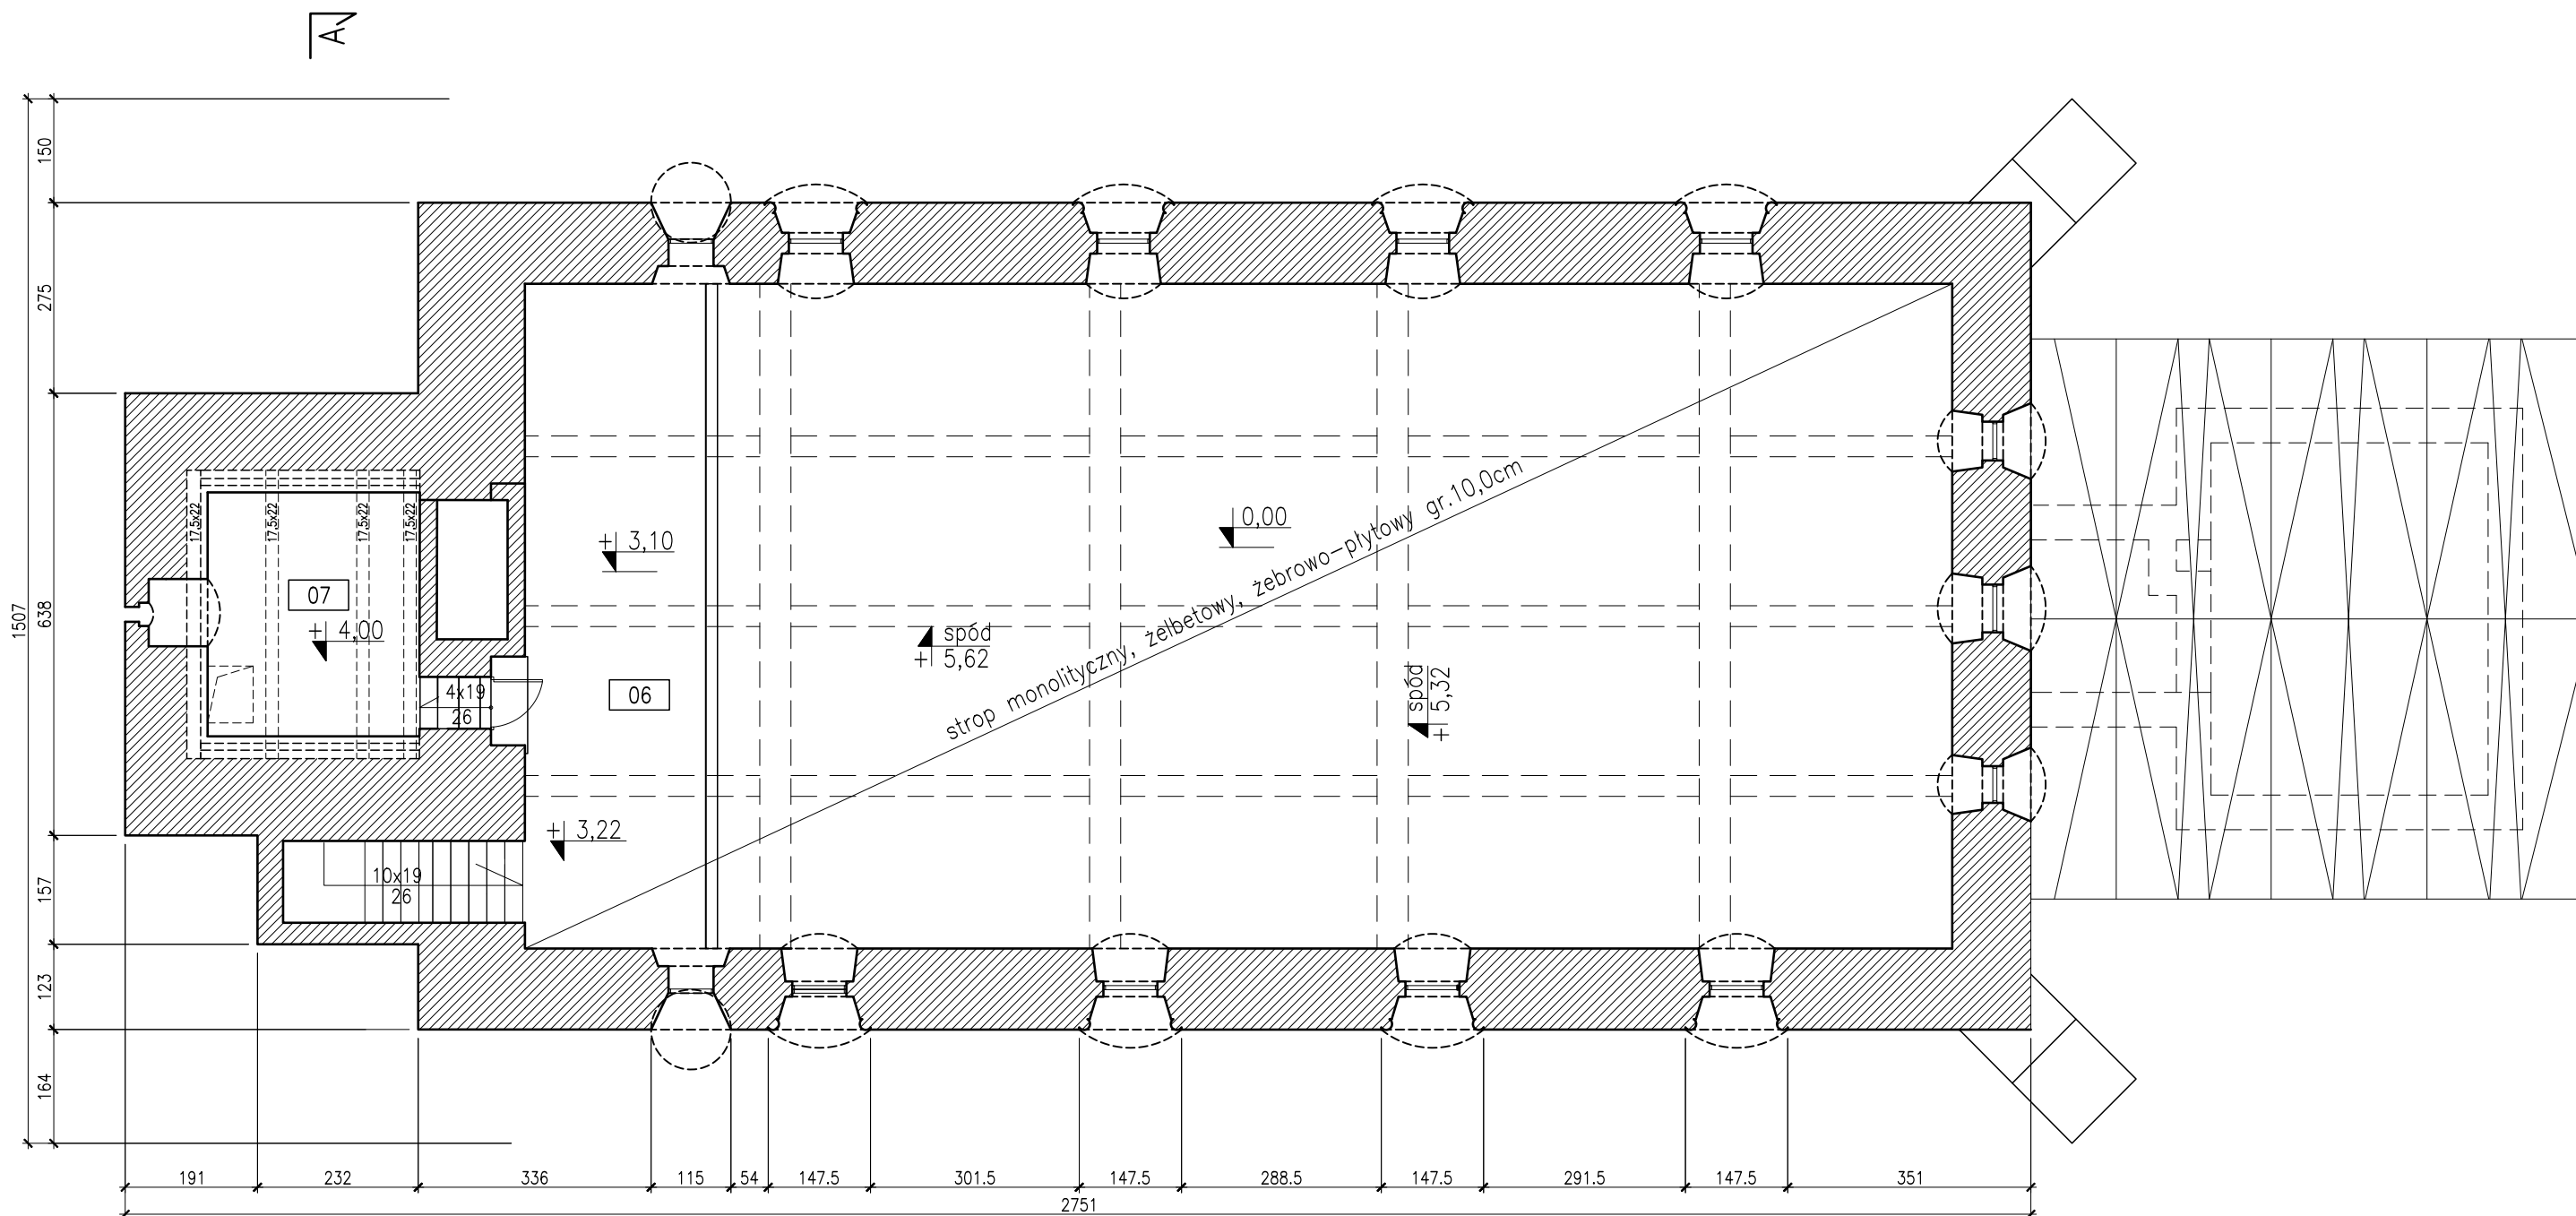 A
150
275
638
1507
157
123
164
17.5x22
17.5x22
17.5x22
17.5x22
07
+ 4,00
+ 3,10
0,00
strop monolityczny, żelbetowy, żebrowo-płytowy gr.10,0cm
spód
+ 5,62
spód
+ 5,32
06
4x19
26
+ 3,22
10x19
26
191 232 336 115 54 147.5 301.5 147.5 288.5 147.5 291.5 147.5 351
2751